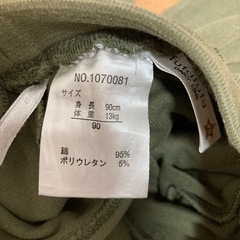 NO.1070081
サイズ
身 長 90cm
体 重 13kg
90
綿 95%
ポリウレタン 5%